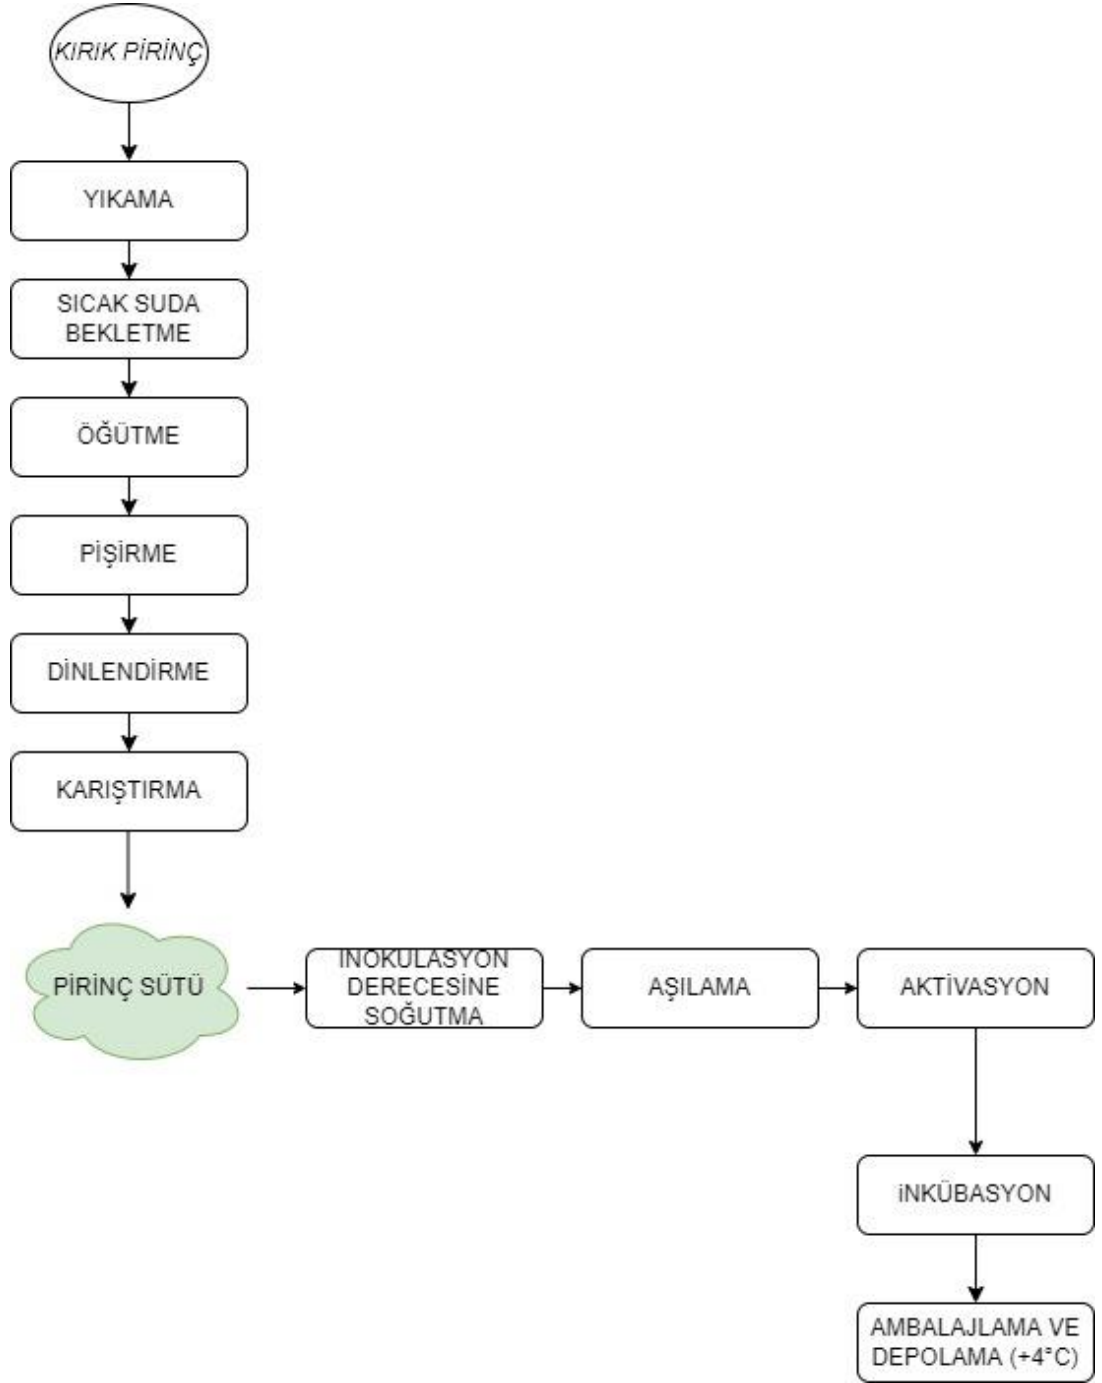 KIRIK PİRİNÇ
YIKAMA
SICAK SUDA
BEKLETME
ÖĞÜTME
PİŞİRME
DİNLENDİRME
KARIŞTIRMA
PİRİNÇ SÜTÜ
İNOKULASYON
DERECESİNE
SOĞUTMA
AŞILAMA
AKTİVASYON
iNKÜBASYON
AMBALAJLAMA VE
DEPOLAMA (+4°C)